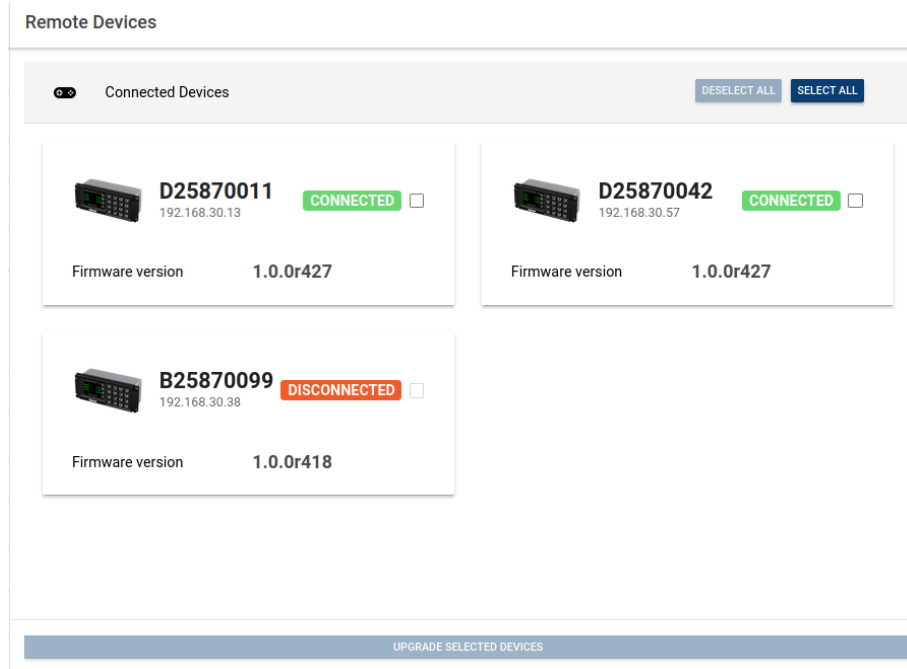 Remote Devices
Connected Devices
DESELECT ALL
SELECT ALL
D25870011
192.168.30.13
CONNECTED
Firmware version 1.0.0r427
D25870042
192.168.30.57
CONNECTED
Firmware version 1.0.0r427
B25870099
192.168.30.38
DISCONNECTED
Firmware version 1.0.0r418
UPGRADE SELECTED DEVICES